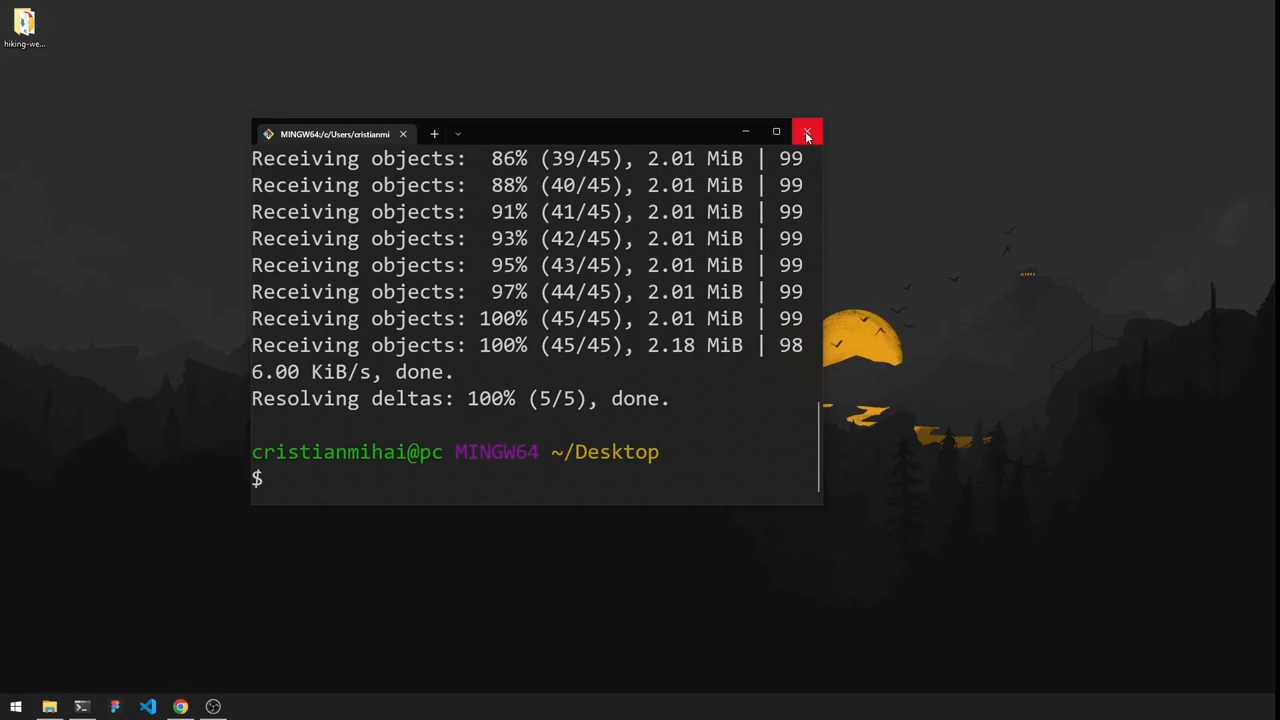 hiking-we...
MINGW64:/c/Users/cristianmi
Receiving objects:  86% (39/45), 2.01 MiB | 99
Receiving objects:  88% (40/45), 2.01 MiB | 99
Receiving objects:  91% (41/45), 2.01 MiB | 99
Receiving objects:  93% (42/45), 2.01 MiB | 99
Receiving objects:  95% (43/45), 2.01 MiB | 99
Receiving objects:  97% (44/45), 2.01 MiB | 99
Receiving objects: 100% (45/45), 2.01 MiB | 99
Receiving objects: 100% (45/45), 2.18 MiB | 98
6.00 KiB/s, done.
Resolving deltas: 100% (5/5), done.
cristianmihai@pc MINGW64 ~/Desktop
$